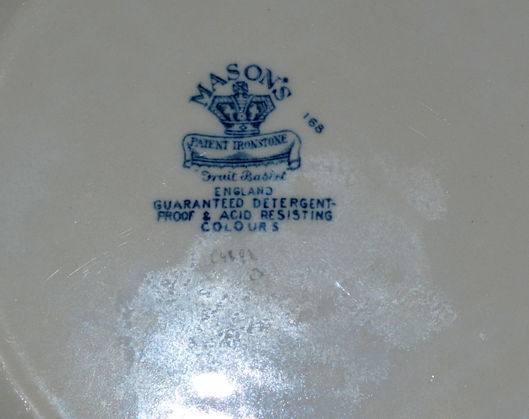 MASON'S
168
PATENT IRONSTONE
Fruit Basket
ENGLAND
GUARANTEED DETERGENT-
PROOF & ACID RESISTING
COLOURS